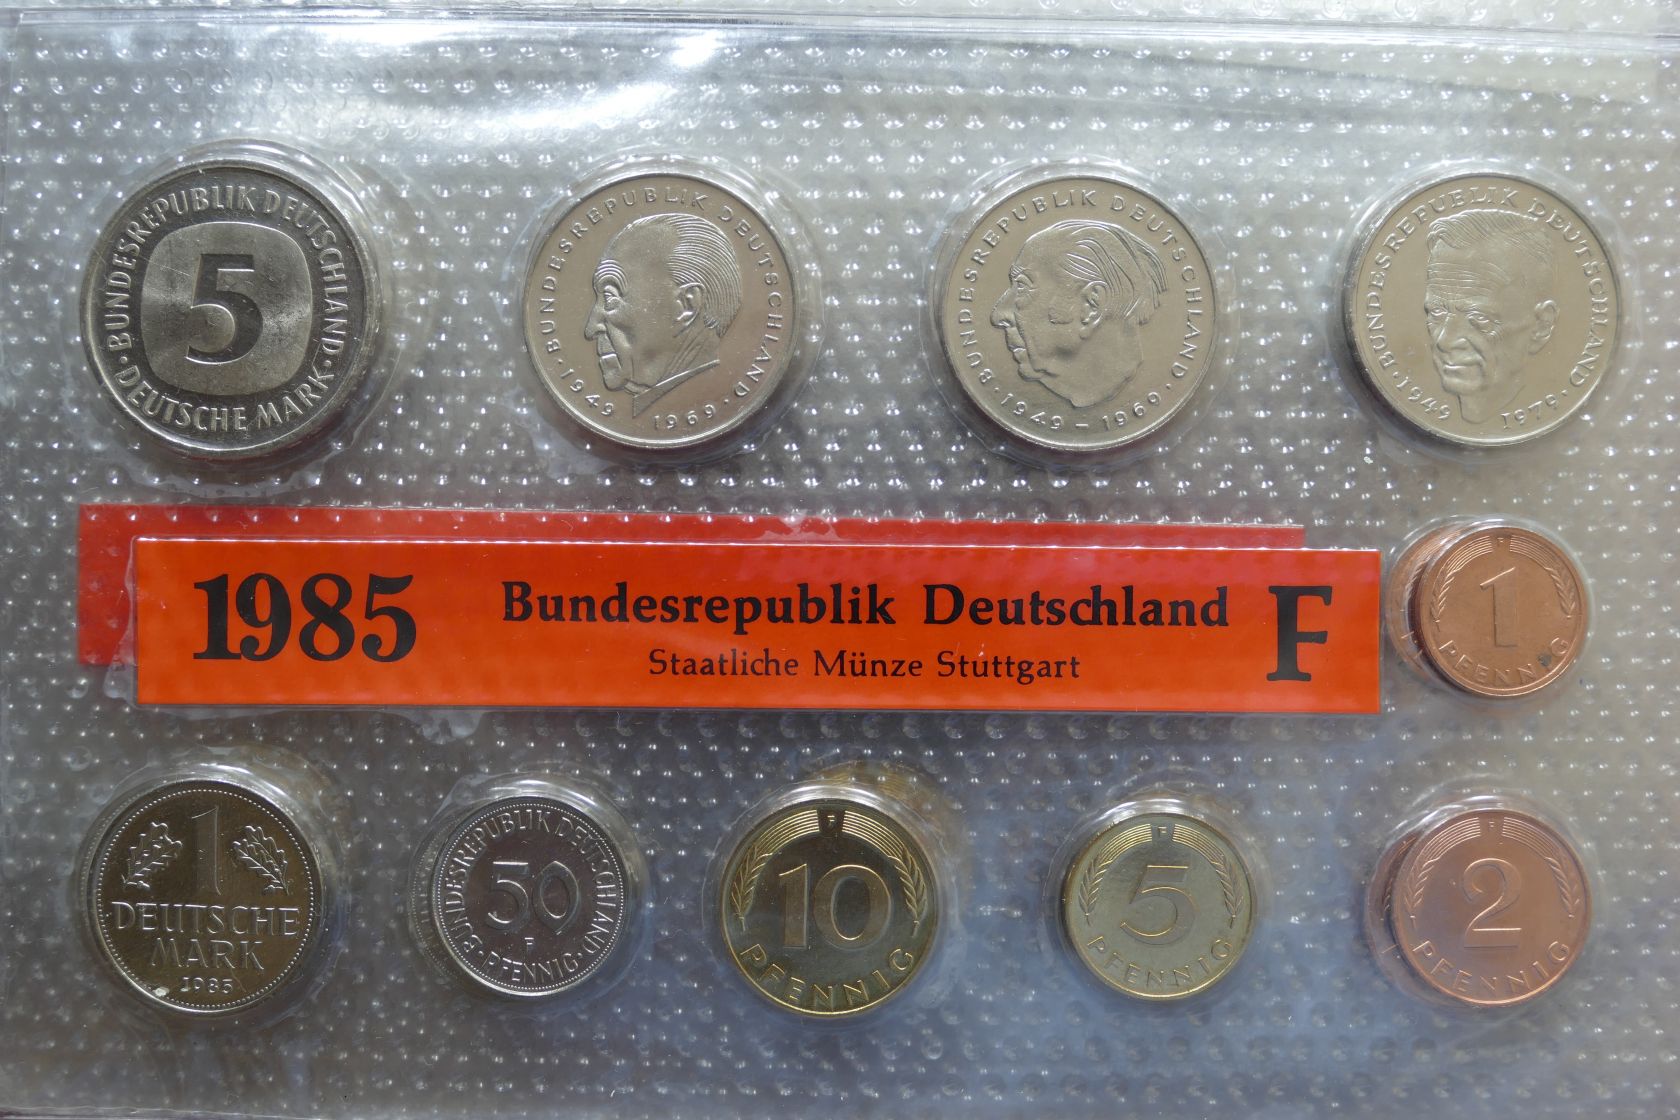 BUNDESREPUBLIK DEUTSCHLAND
5
DEUTSCHE MARK
BUNDESREPUBLIK DEUTSCHLAND
1949 1969
BUNDESREPUBLIK DEUTSCHLAND
1949 - 1969
BUNDESREPUBLIK DEUTSCHLAND
1949 1979
1985
Bundesrepublik Deutschland
Staatliche Münze Stuttgart
F
F
1
PFENNIG
1
DEUTSCHE
MARK
1985
BUNDESREPUBLIK DEUTSCHLAND
50
F
PFENNIG
F
10
PFENNIG
F
5
PFENNIG
F
2
PFENNIG